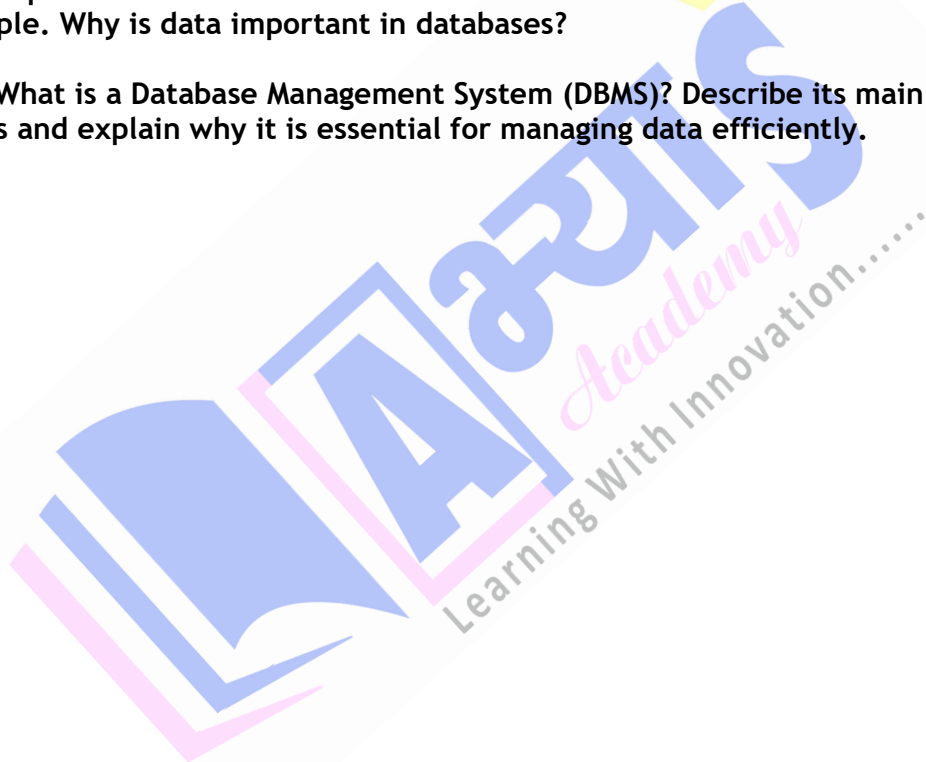 ple. Why is data important in databases?
What is a Database Management System (DBMS)? Describe its main
s and explain why it is essential for managing data efficiently.
अभ्यास
Academy
Learning With Innovation......
A